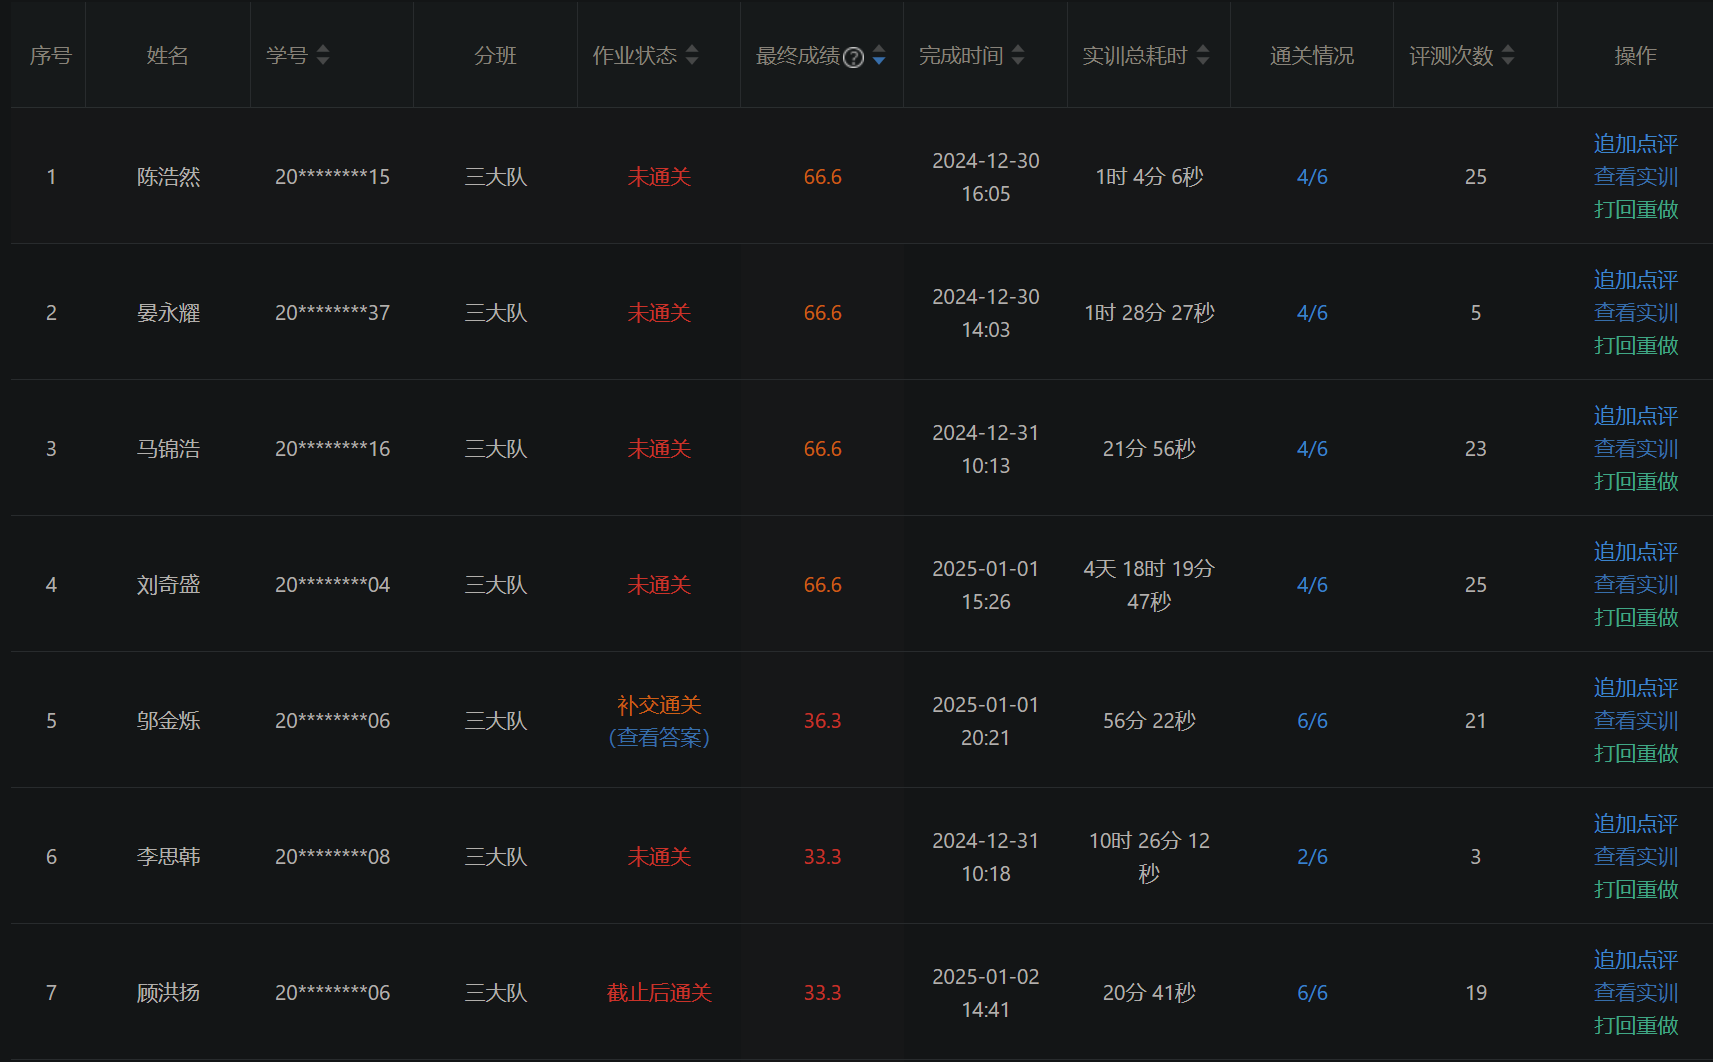 序号 姓名 学号 分班 作业状态 最终成绩? 完成时间 实训总耗时 通关情况 评测次数 操作
1 陈浩然 20********15 三大队 未通关 66.6 2024-12-30 16:05 1时 4分 6秒 4/6 25 追加点评 查看实训 打回重做
2 晏永耀 20********37 三大队 未通关 66.6 2024-12-30 14:03 1时 28分 27秒 4/6 5 追加点评 查看实训 打回重做
3 马锦浩 20********16 三大队 未通关 66.6 2024-12-31 10:13 21分 56秒 4/6 23 追加点评 查看实训 打回重做
4 刘奇盛 20********04 三大队 未通关 66.6 2025-01-01 15:26 4天 18时 19分 47秒 4/6 25 追加点评 查看实训 打回重做
5 邬金烁 20********06 三大队 补交通关 (查看答案) 36.3 2025-01-01 20:21 56分 22秒 6/6 21 追加点评 查看实训 打回重做
6 李思韩 20********08 三大队 未通关 33.3 2024-12-31 10:18 10时 26分 12秒 2/6 3 追加点评 查看实训 打回重做
7 顾洪扬 20********06 三大队 截止后通关 33.3 2025-01-02 14:41 20分 41秒 6/6 19 追加点评 查看实训 打回重做